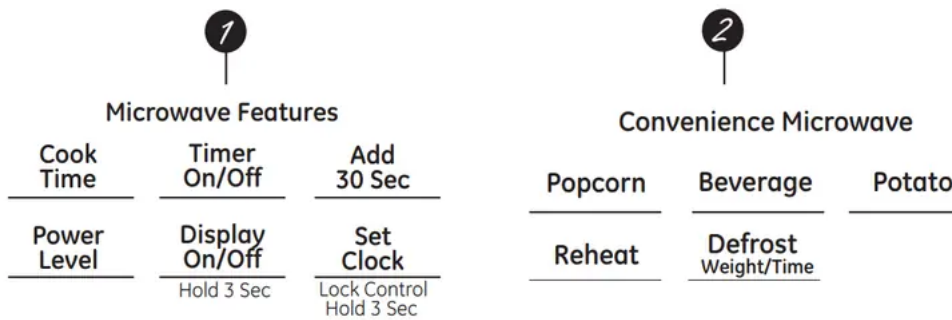 1
2
Microwave Features
Convenience Microwave
Cook
Time
Timer
On/Off
Add
30 Sec
Power
Level
Display
On/Off
Hold 3 Sec
Set
Clock
Lock Control
Hold 3 Sec
Popcorn
Beverage
Potato
Reheat
Defrost
Weight/Time